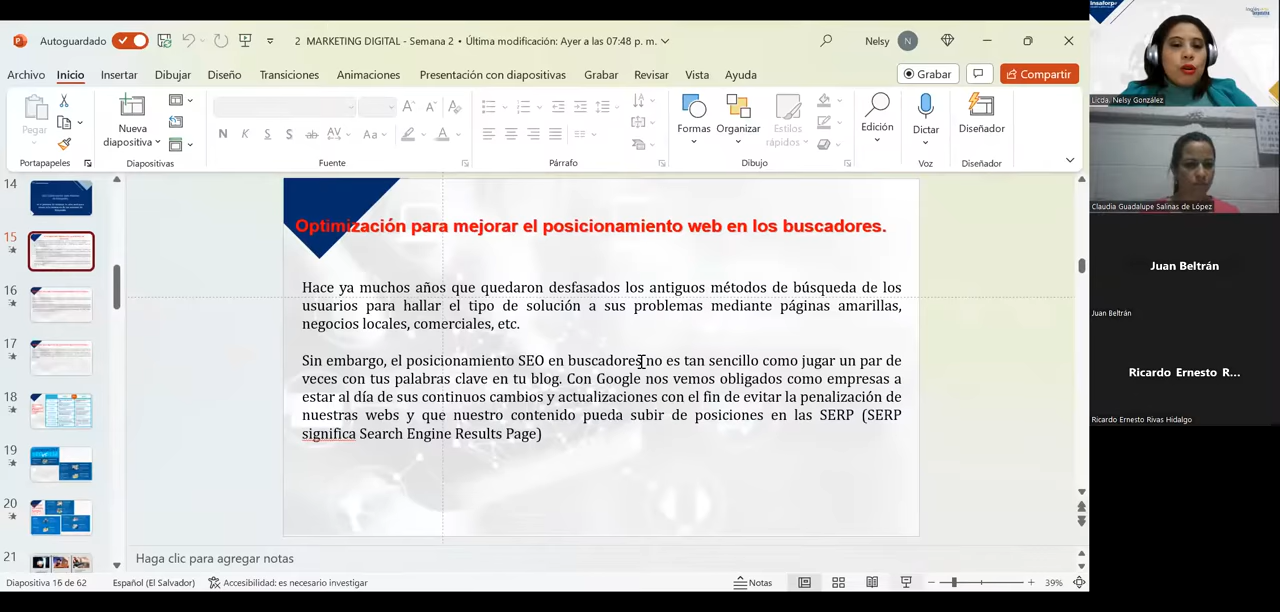 Autoguardado
2 MARKETING DIGITAL - Semana 2 • Última modificación: Ayer a las 07:48 p. m.
Nelsy
N
Archivo Inicio Insertar Dibujar Diseño Transiciones Animaciones Presentación con diapositivas Grabar Revisar Vista Ayuda
Grabar
Compartir
Pegar
Nueva diapositiva
Formas
Organizar
Estilos rápidos
Edición
Dictar
Diseñador
Portapapeles
Diapositivas
Fuente
Párrafo
Dibujo
Voz
Diseñador
14
15
16
17
18
19
20
21
Optimización para mejorar el posicionamiento web en los buscadores.
Hace ya muchos años que quedaron desfasados los antiguos métodos de búsqueda de los
usuarios para hallar el tipo de solución a sus problemas mediante páginas amarillas,
negocios locales, comerciales, etc.
Sin embargo, el posicionamiento SEO en buscadores no es tan sencillo como jugar un par de
veces con tus palabras clave en tu blog. Con Google nos vemos obligados como empresas a
estar al día de sus continuos cambios y actualizaciones con el fin de evitar la penalización de
nuestras webs y que nuestro contenido pueda subir de posiciones en las SERP (SERP
significa Search Engine Results Page)
Haga clic para agregar notas
Diapositiva 16 de 62
Español (El Salvador)
Accesibilidad: es necesario investigar
Notas
39%
Insaforp
Licda. Nelsy González
Claudia Guadalupe Salinas de López
Juan Beltrán
Juan Beltrán
Ricardo Ernesto R...
Ricardo Ernesto Rivas Hidalgo